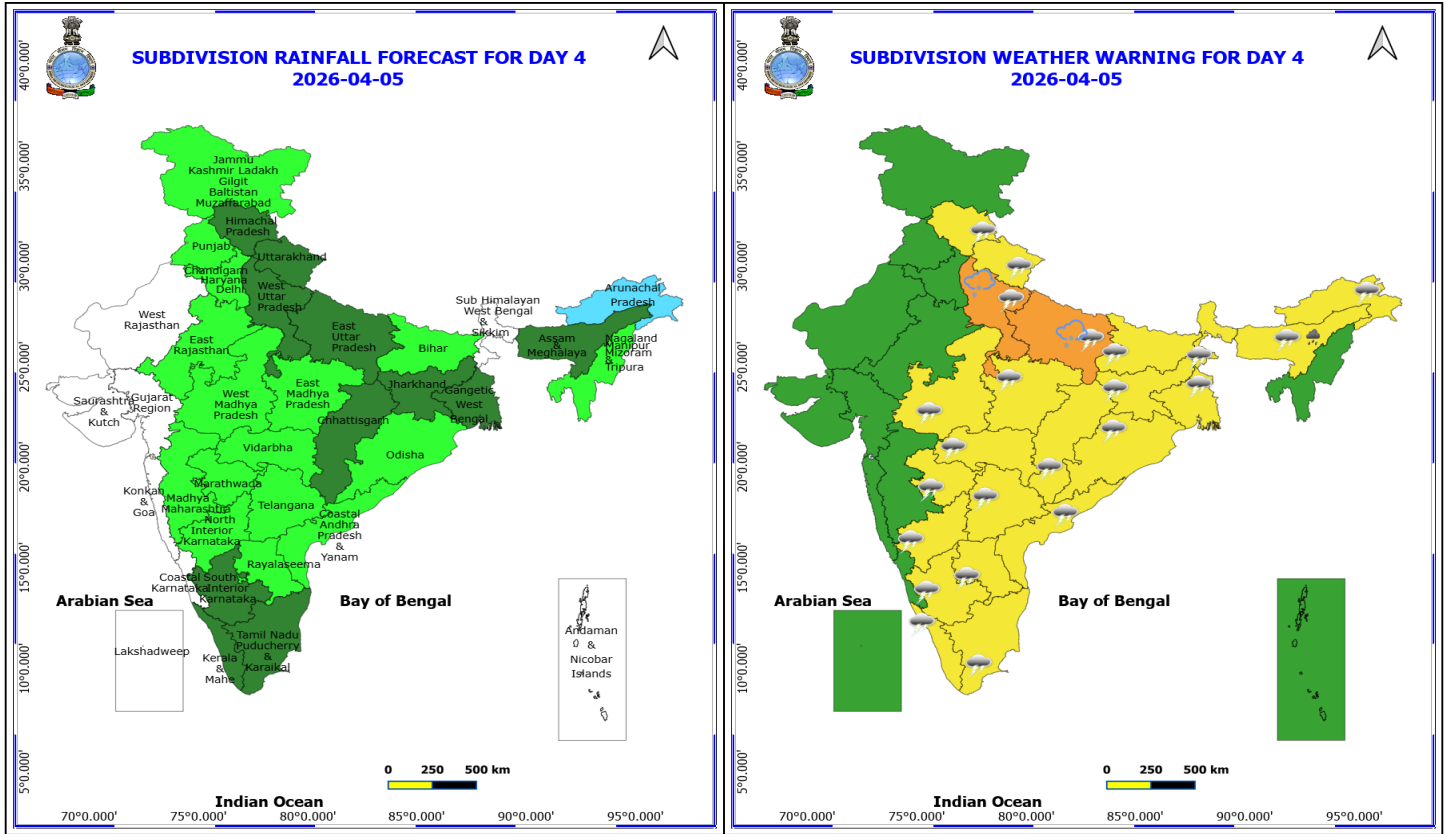 SUBDIVISION RAINFALL FORECAST FOR DAY 4
2026-04-05
40°0.000'
35°0.000'
30°0.000'
25°0.000'
20°0.000'
15°0.000'
10°0.000'
5°0.000'
Jammu
Kashmir Ladakh
Gilgit
Baltistan
Muzaffarabad
Himachal
Pradesh
Punjab
Uttarakhand
Chandigarh
Haryana
Delhi
West
Uttar
Pradesh
Arunachal
Pradesh
West
Rajasthan
Sub Himalayan
West Bengal
&
Sikkim
East
Uttar
Pradesh
East
Rajasthan
Bihar
Assam
&
Meghalaya
Nagaland
Manipur
Mizoram
&
Tripura
Saurashtra
&
Kutch
Gujarat
Region
West
Madhya
Pradesh
East
Madhya
Pradesh
Jharkhand
Gangetic
West
Bengal
Chhattisgarh
Vidarbha
Odisha
Konkan
&
Goa
Marathwada
Madhya
Maharashtra
Telangana
North
Interior
Karnataka
Coastal
Andhra
Pradesh
&
Yanam
Rayalaseema
Coastal
Karnataka
South
Interior
Karnataka
Arabian Sea
Bay of Bengal
Lakshadweep
Kerala
&
Mahe
Tamil Nadu
Puducherry
&
Karaikal
Andaman
&
Nicobar
Islands
0 250 500 km
Indian Ocean
70°0.000' 75°0.000' 80°0.000' 85°0.000' 90°0.000' 95°0.000'
SUBDIVISION WEATHER WARNING FOR DAY 4
2026-04-05
40°0.000'
35°0.000'
30°0.000'
25°0.000'
20°0.000'
15°0.000'
10°0.000'
5°0.000'
Arabian Sea
Bay of Bengal
0 250 500 km
Indian Ocean
70°0.000' 75°0.000' 80°0.000' 85°0.000' 90°0.000' 95°0.000'